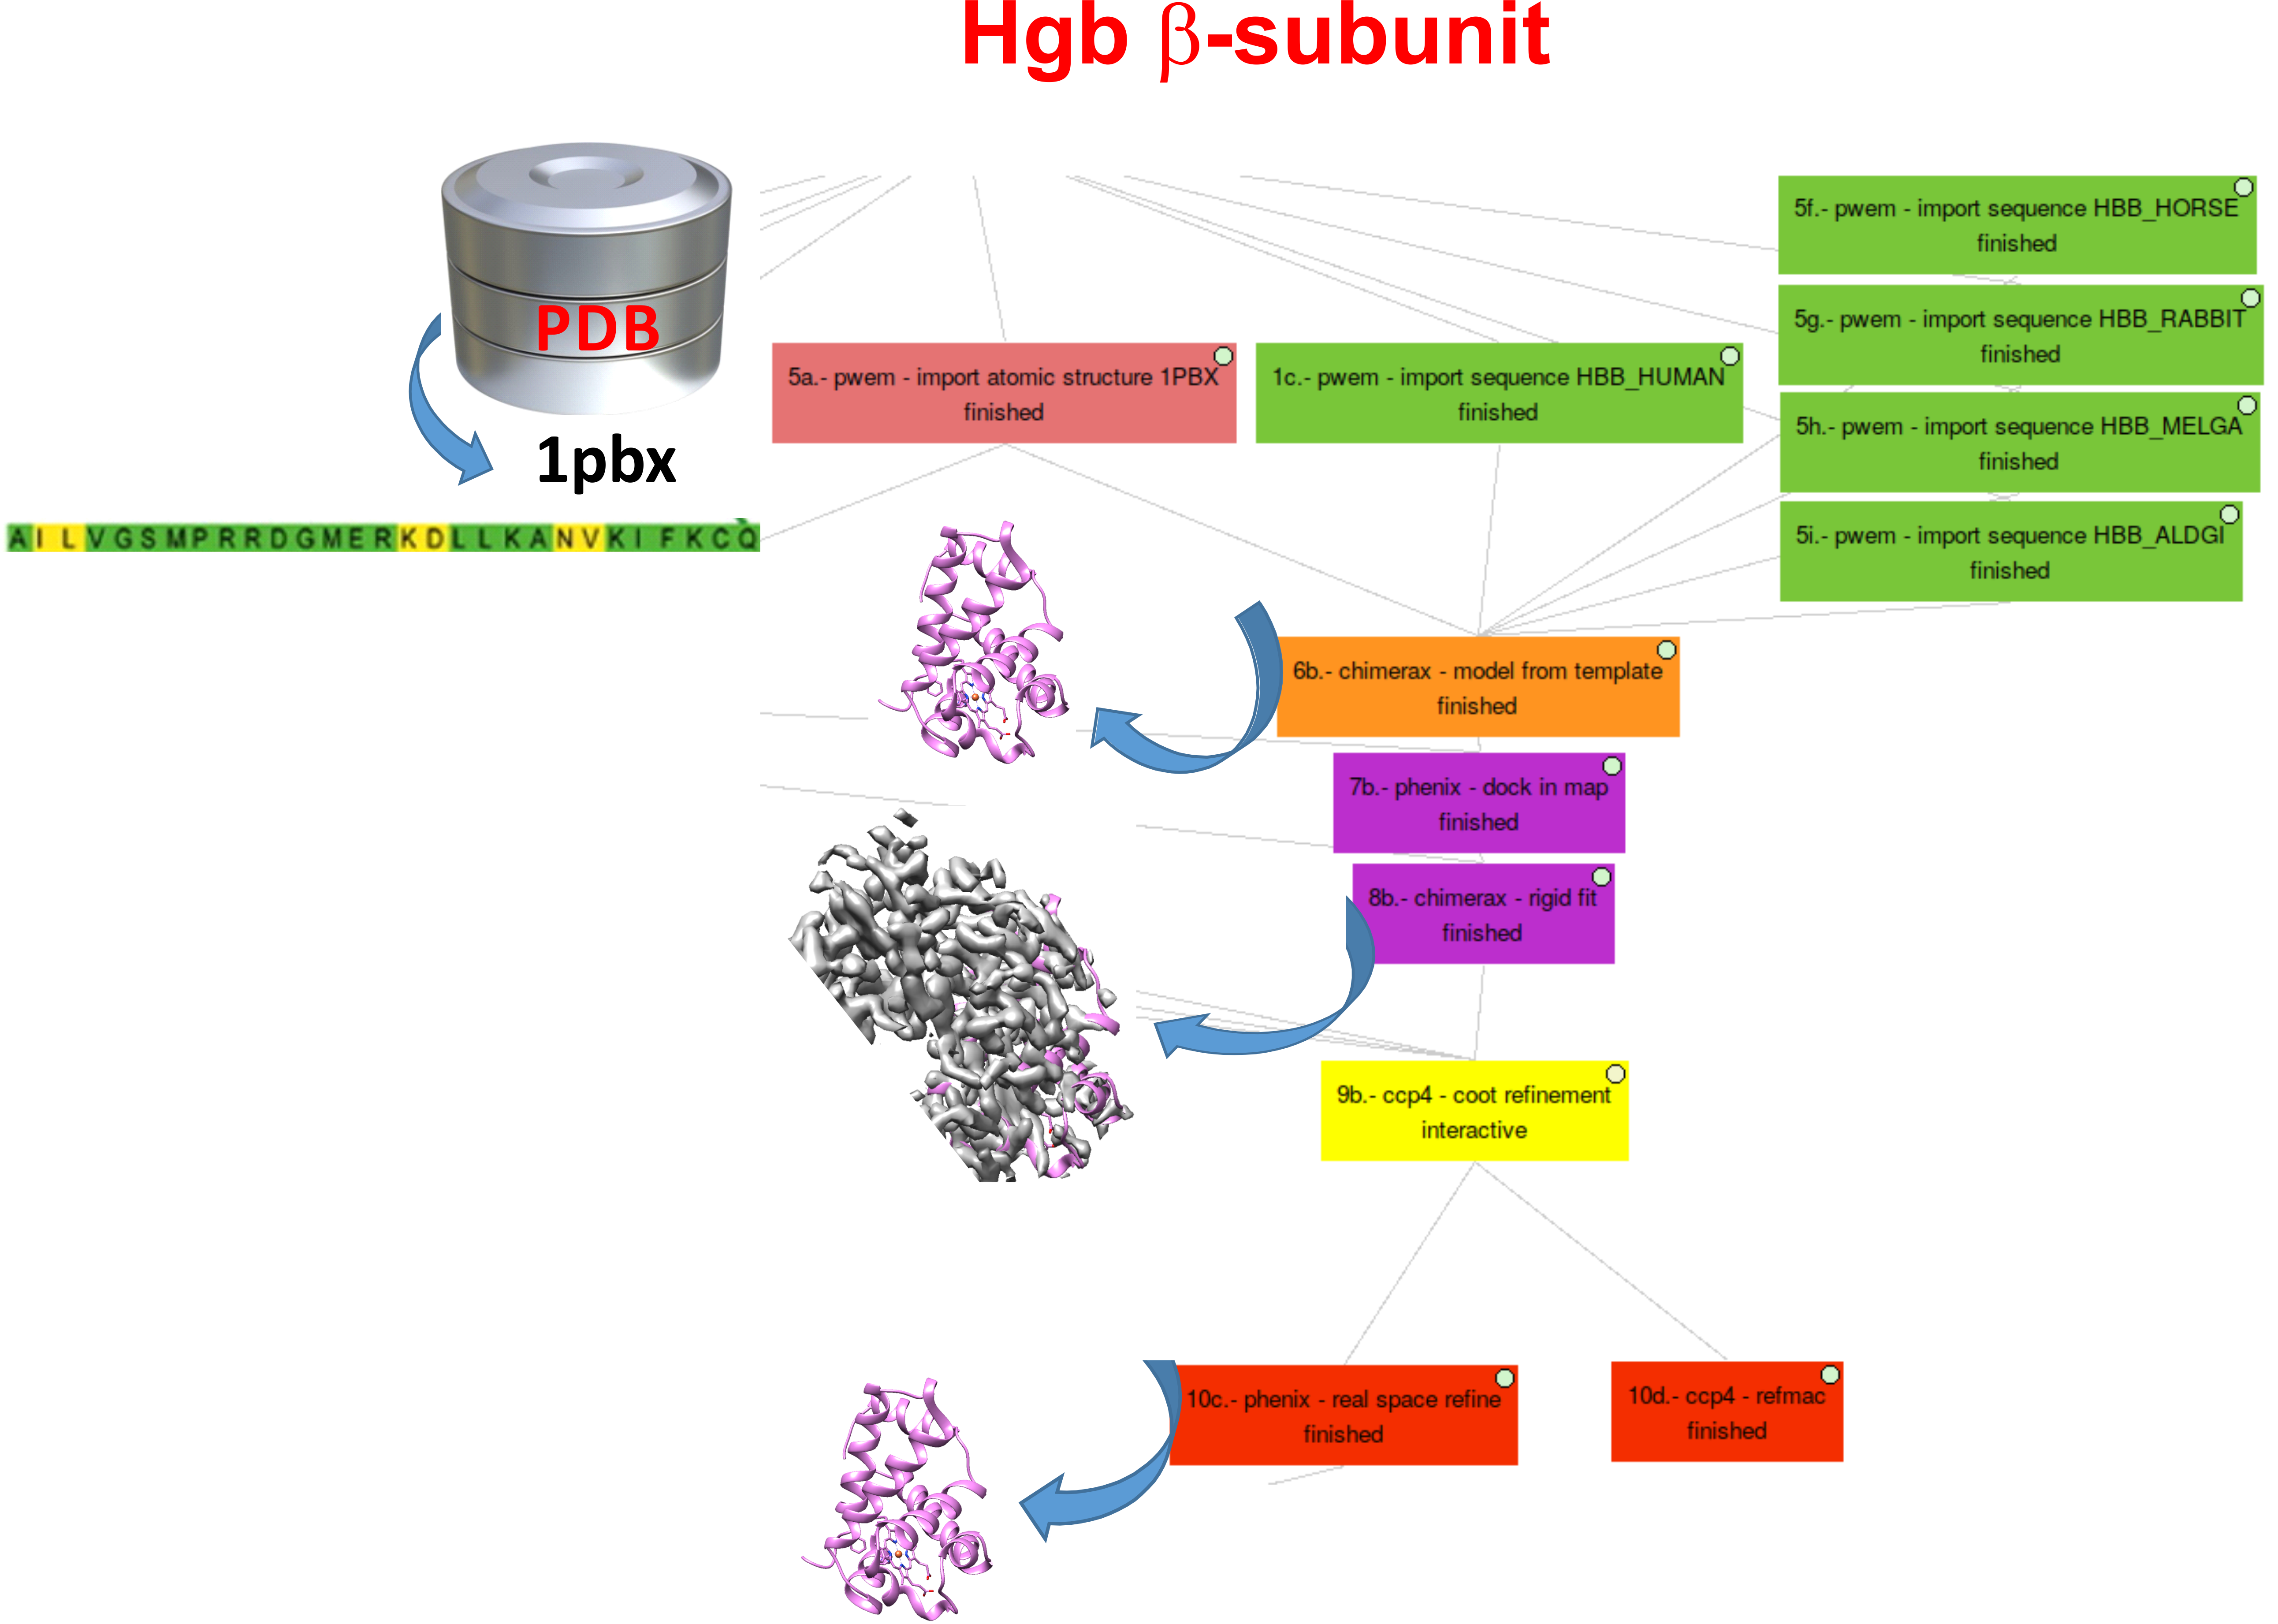 Hgb β-subunit
PDB
1pbx
AILVGSMPRRDGMERKDLLKANVKIFKCQ
5a.- pwem - import atomic structure 1PBX
finished
1c.- pwem - import sequence HBB_HUMAN
finished
5f.- pwem - import sequence HBB_HORSE
finished
5g.- pwem - import sequence HBB_RABBIT
finished
5h.- pwem - import sequence HBB_MELGA
finished
5i.- pwem - import sequence HBB_ALDGI
finished
6b.- chimerax - model from template
finished
7b.- phenix - dock in map
finished
8b.- chimerax - rigid fit
finished
9b.- ccp4 - coot refinement
interactive
10c.- phenix - real space refine
finished
10d.- ccp4 - refmac
finished